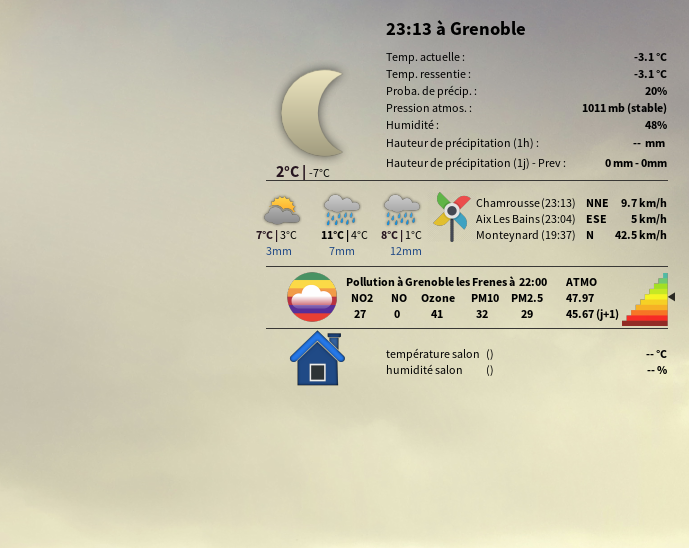 23:13 à Grenoble
Temp. actuelle : -3.1 °C
Temp. ressentie : -3.1 °C
Proba. de précip. : 20%
Pression atmos. : 1011 mb (stable)
Humidité : 48%
Hauteur de précipitation (1h) : -- mm
Hauteur de précipitation (1j) - Prev : 0 mm - 0mm
2°C | -7°C
7°C | 3°C 11°C | 4°C 8°C | 1°C
3mm 7mm 12mm
Chamrousse (23:13) NNE 9.7 km/h
Aix Les Bains (23:04) ESE 5 km/h
Monteynard (19:37) N 42.5 km/h
Pollution à Grenoble les Frenes à 22:00 ATMO
NO2 NO Ozone PM10 PM2.5 47.97
27 0 41 32 29 45.67 (j+1)
température salon () -- °C
humidité salon () -- %